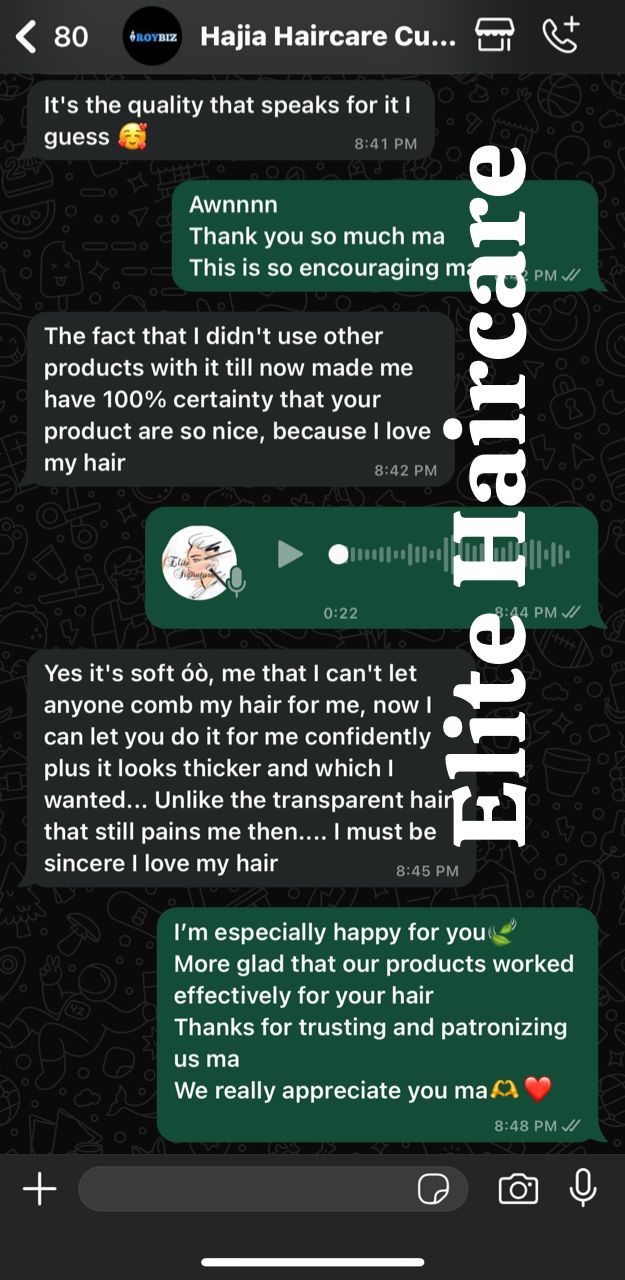 80
ROYBIZ
Hajia Haircare Cu...
It's the quality that speaks for it I
guess 🥰
8:41 PM
Awnnnn
Thank you so much ma
This is so encouraging ma
2 PM
The fact that I didn't use other
products with it till now made me
have 100% certainty that your
product are so nice, because I love
my hair
8:42 PM
Elite
Signature
0:22
8:44 PM
Yes it's soft óò, me that I can't let
anyone comb my hair for me, now I
can let you do it for me confidently
plus it looks thicker and which I
wanted... Unlike the transparent hair
that still pains me then.... I must be
sincere I love my hair
8:45 PM
I’m especially happy for you🍃
More glad that our products worked
effectively for your hair
Thanks for trusting and patronizing
us ma
We really appreciate you ma🫶❤️
8:48 PM
Elite Haircare